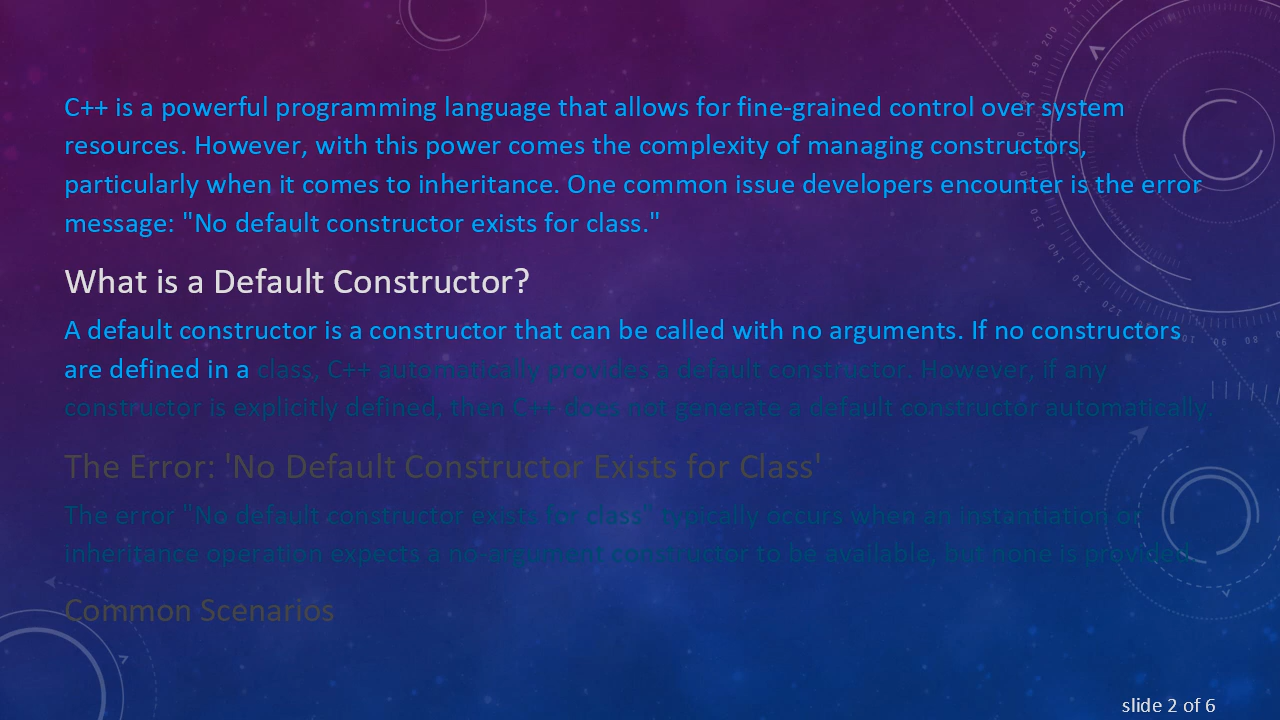 C++ is a powerful programming language that allows for fine-grained control over system
resources. However, with this power comes the complexity of managing constructors,
particularly when it comes to inheritance. One common issue developers encounter is the error
message: "No default constructor exists for class."
What is a Default Constructor?
A default constructor is a constructor that can be called with no arguments. If no constructors
are defined in a class, C++ automatically provides a default constructor. However, if any
constructor is explicitly defined, then C++ does not generate a default constructor automatically.
The Error: 'No Default Constructor Exists for Class'
The error "No default constructor exists for class" typically occurs when an instantiation or
inheritance operation expects a no-argument constructor to be available, but none is provided.
Common Scenarios
slide 2 of 6